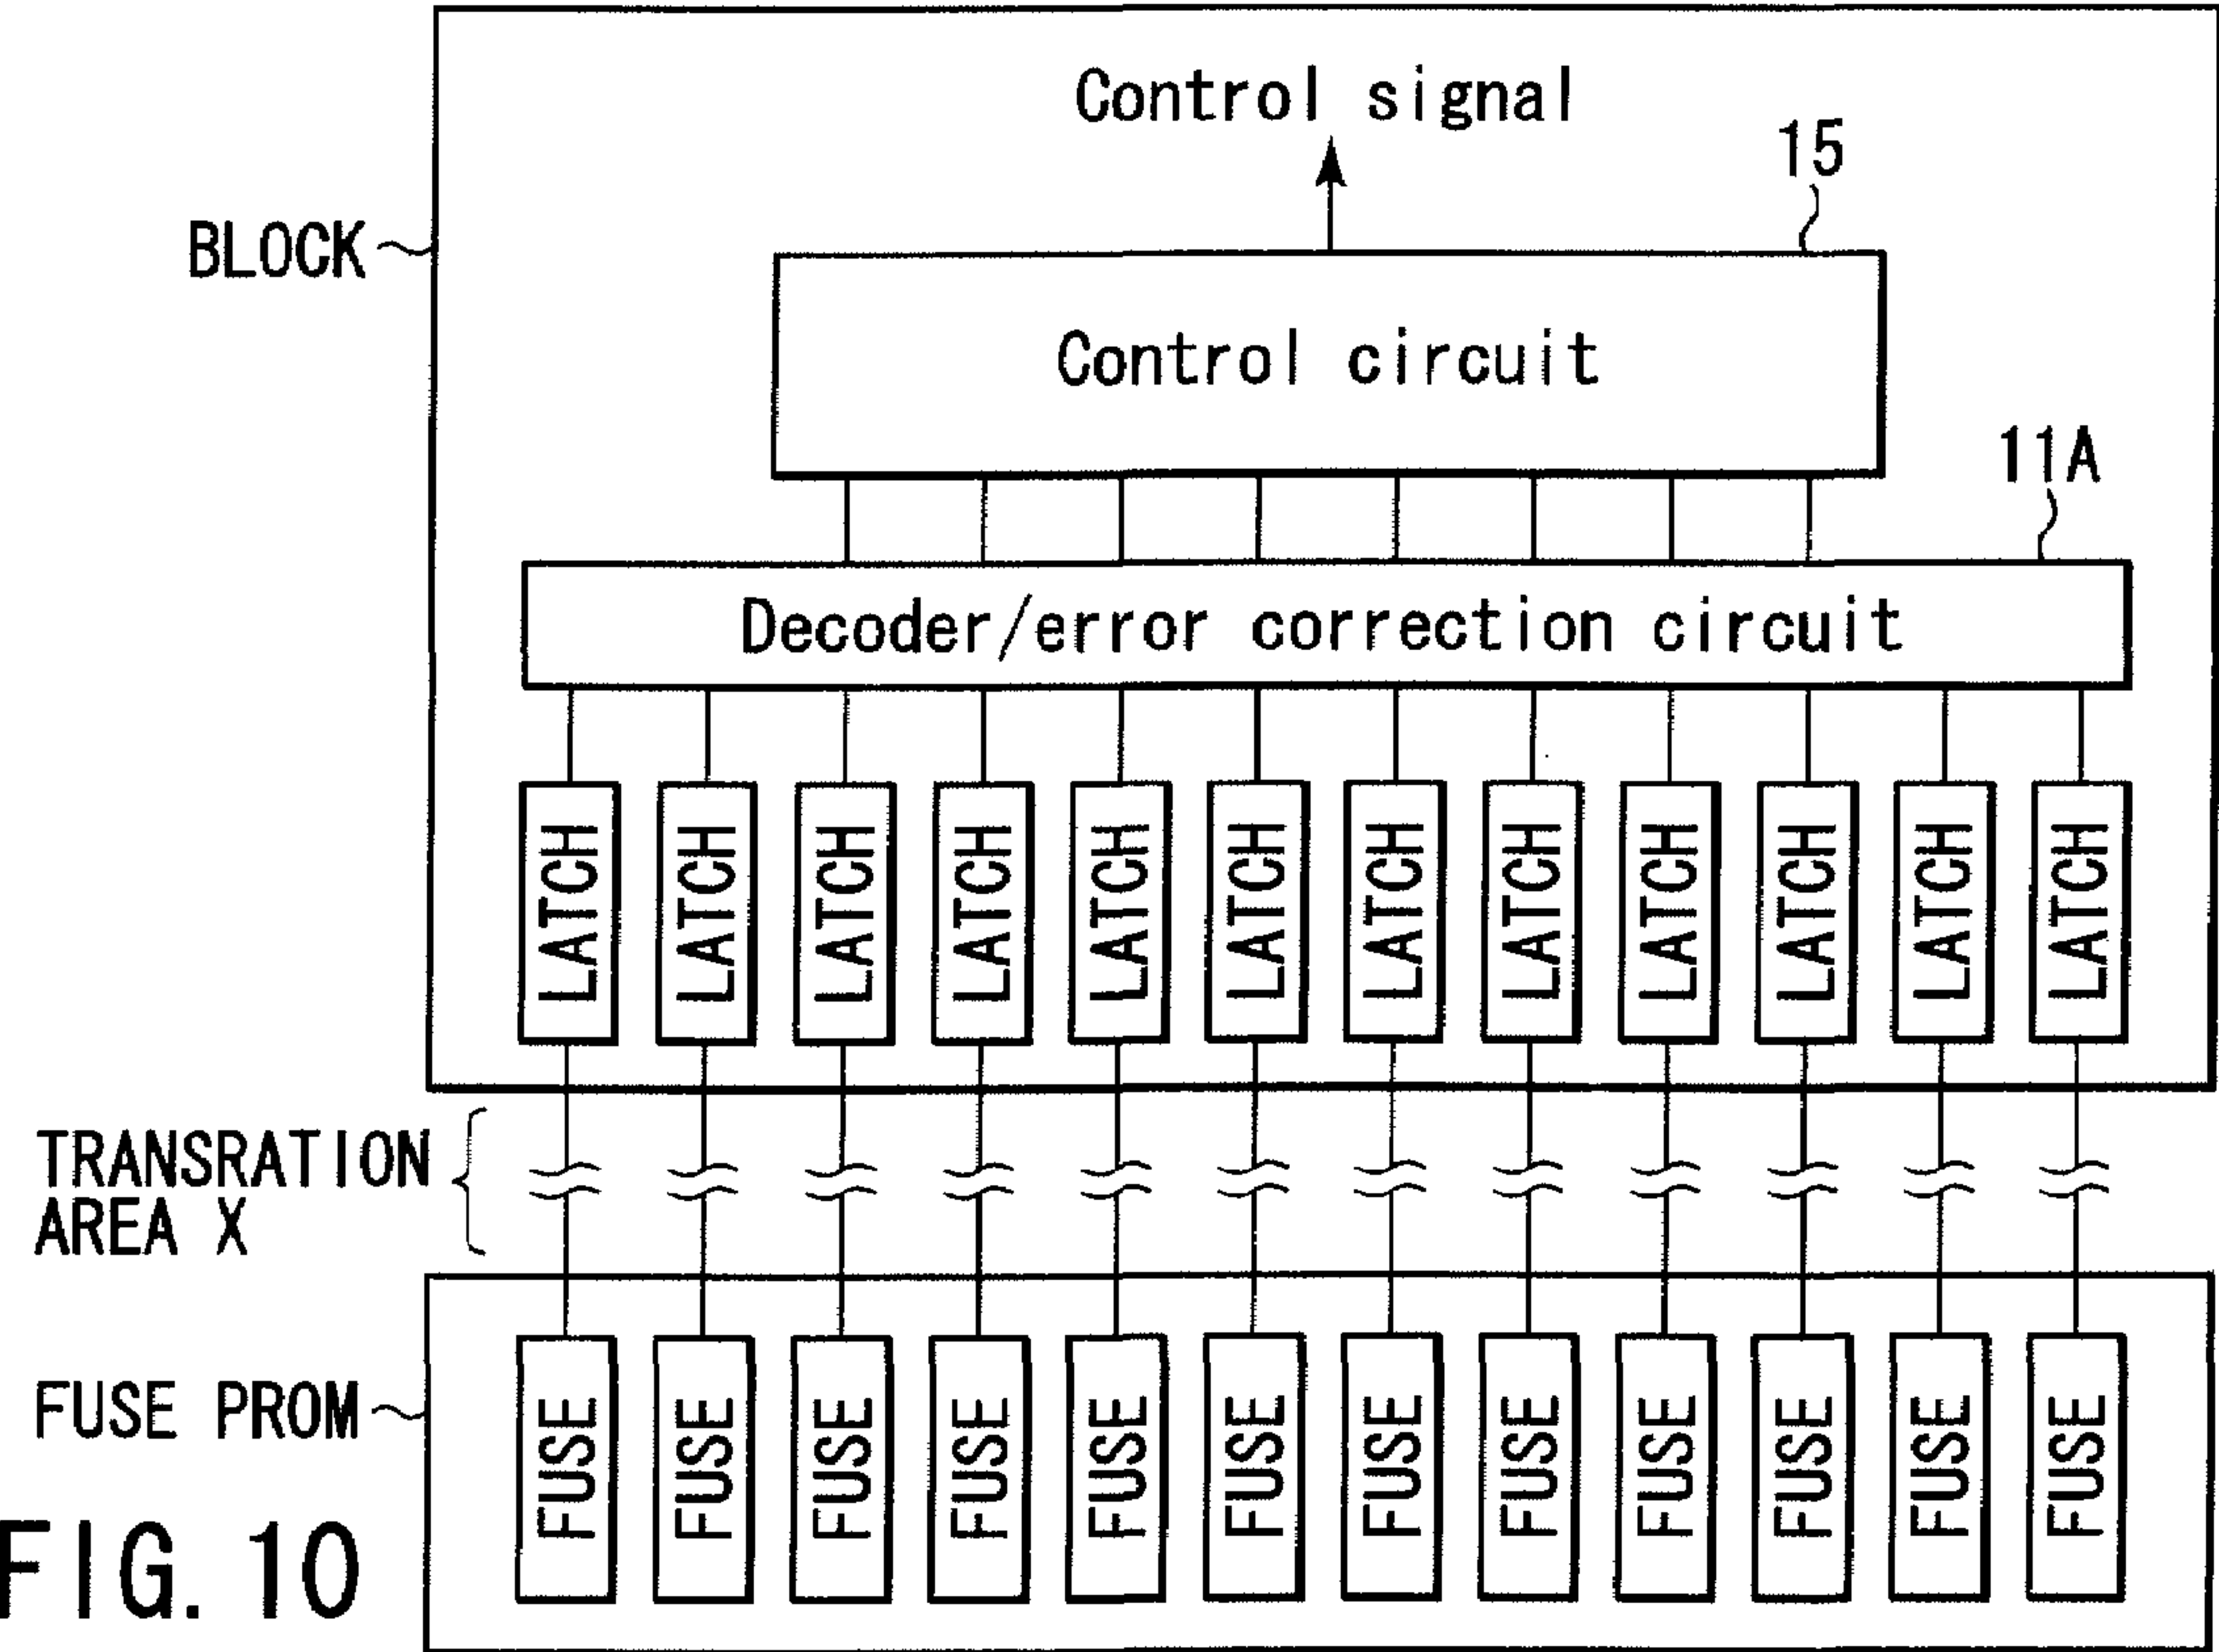 Control signal
15
BLOCK
Control circuit
11A
Decoder/error correction circuit
LATCH LATCH LATCH LATCH LATCH LATCH LATCH LATCH LATCH LATCH LATCH LATCH
TRANSRATION
AREA X
FUSE PROM
FUSE FUSE FUSE FUSE FUSE FUSE FUSE FUSE FUSE FUSE FUSE FUSE
FIG. 10